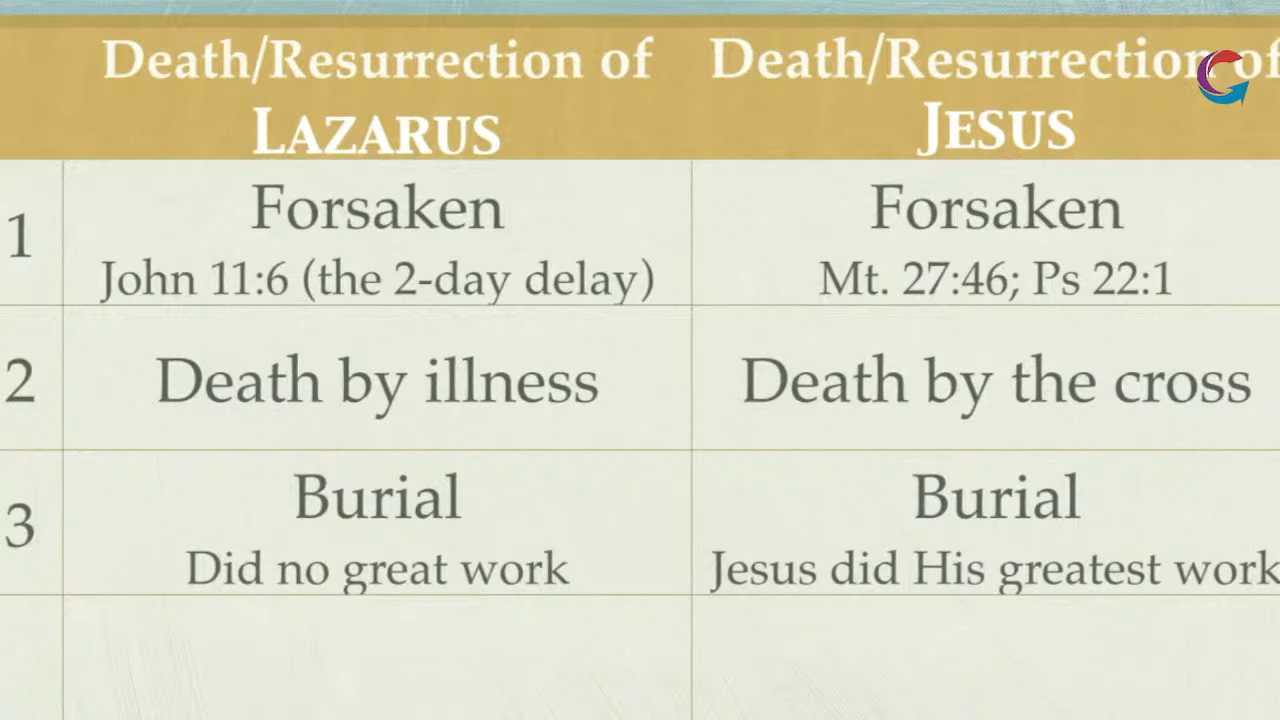 Death/Resurrection of
LAZARUS
Death/Resurrection of
JESUS
1
Forsaken
John 11:6 (the 2-day delay)
Forsaken
Mt. 27:46; Ps 22:1
2
Death by illness
Death by the cross
3
Burial
Did no great work
Burial
Jesus did His greatest work